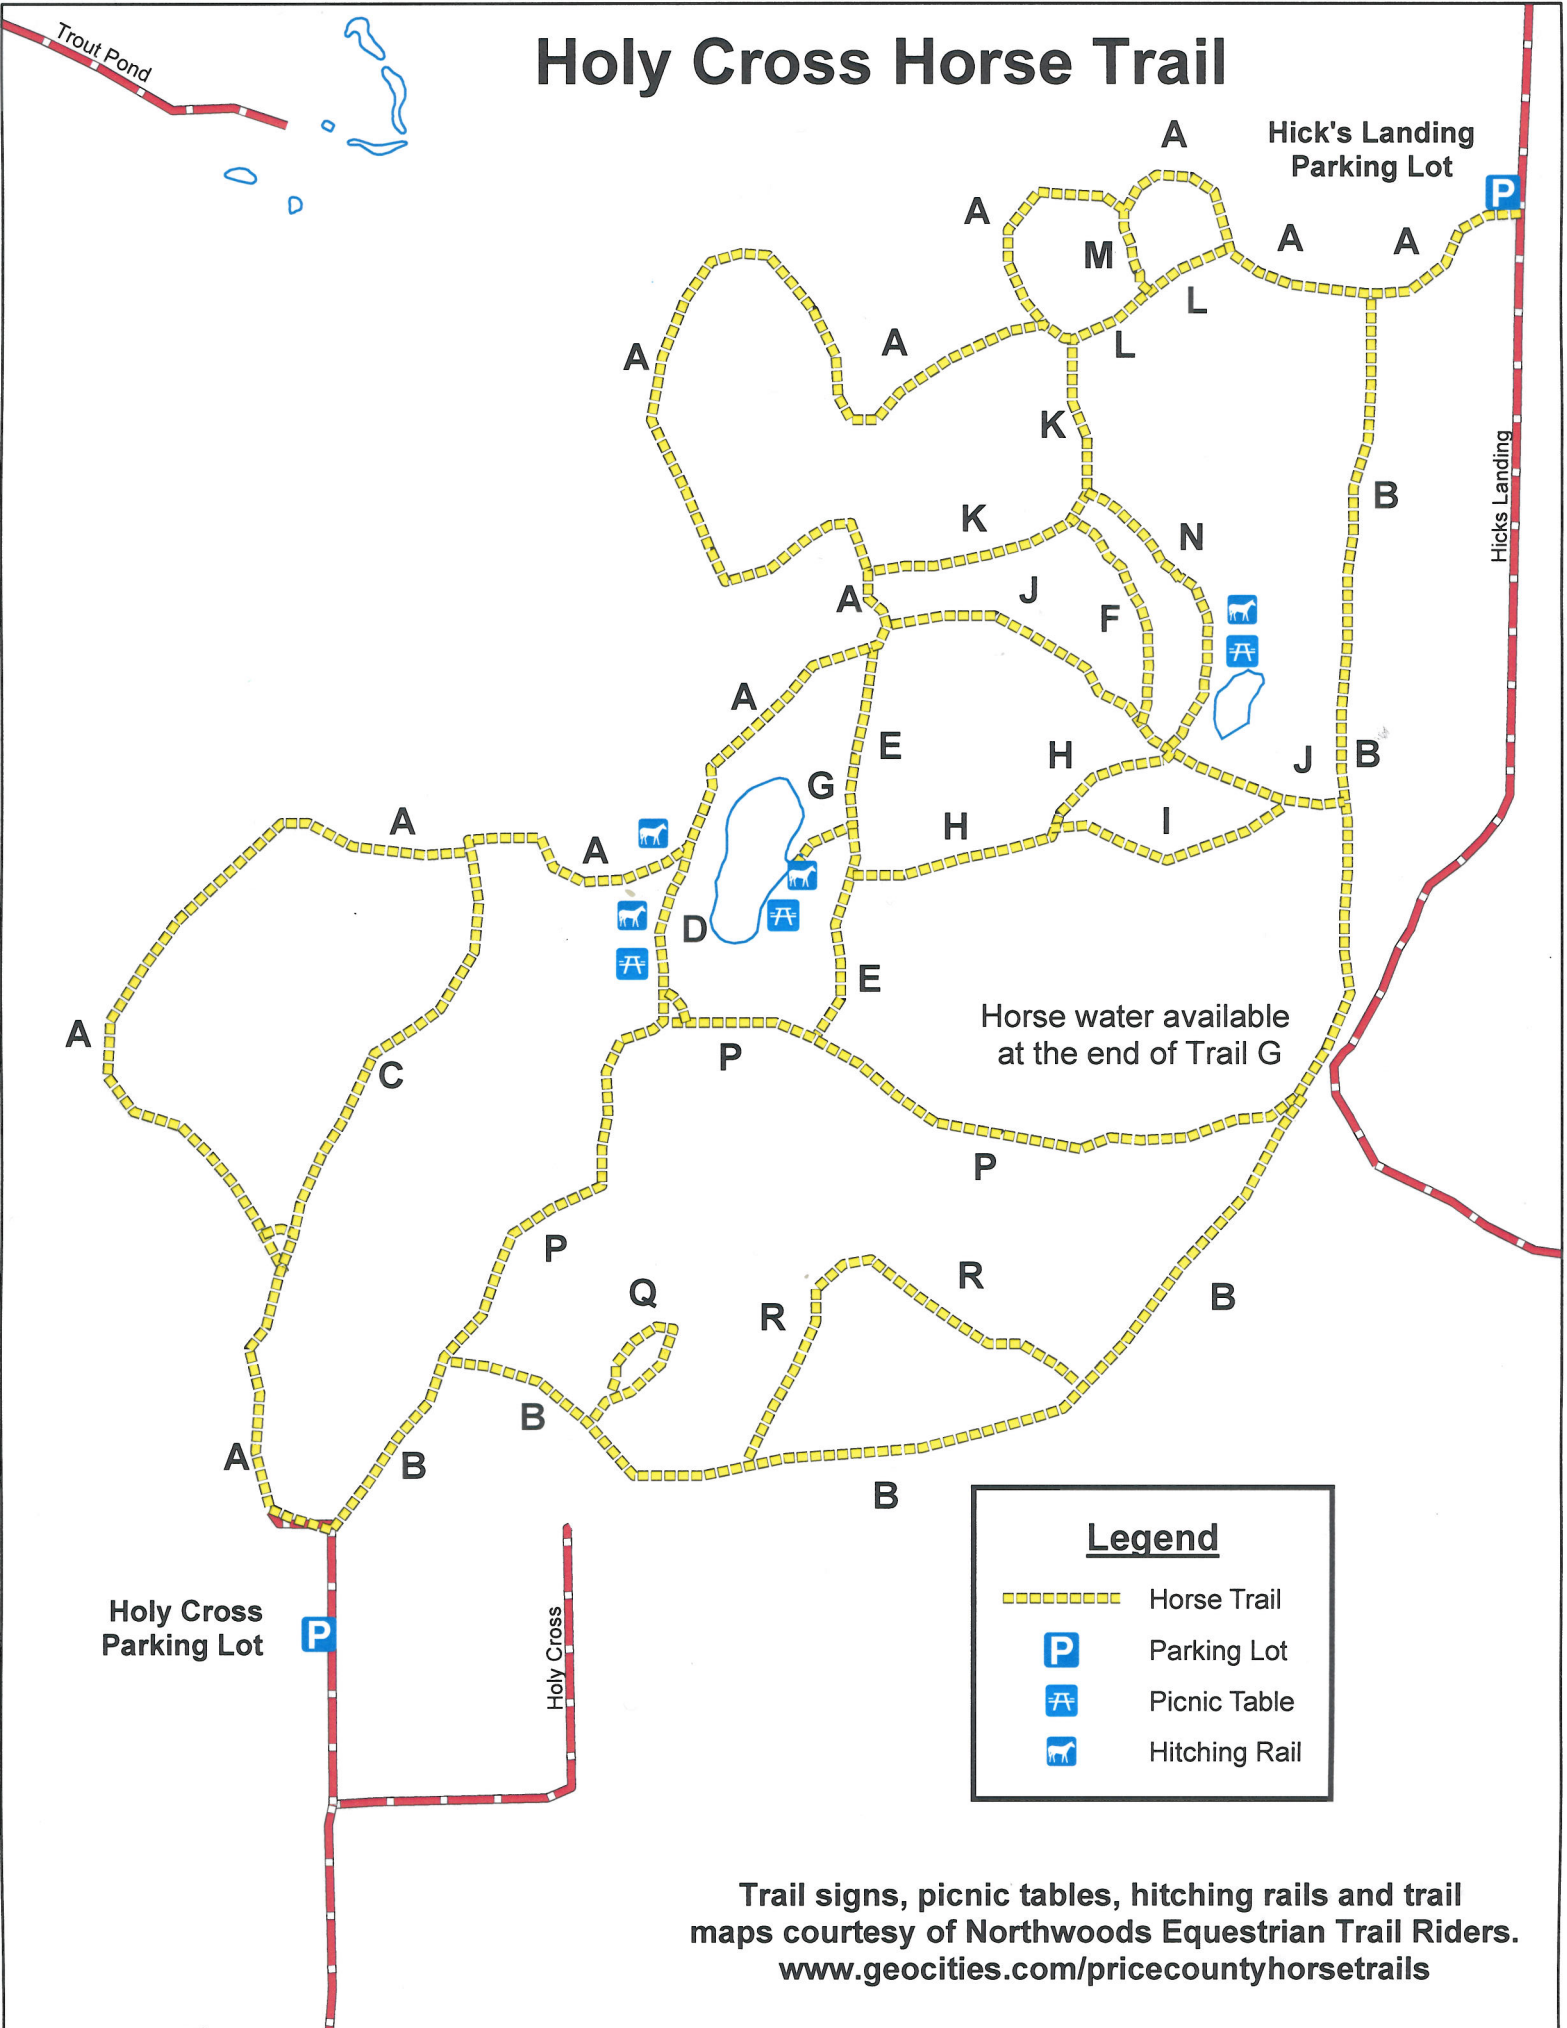 Trout Pond
Holy Cross Horse Trail
Hick's Landing
Parking Lot
P
A
A
M
A
A
L
L
A
A
K
B
Hicks Landing
K
N
J
A
F
A
E
H
J
B
G
A
A
H
I
D
E
A
C
P
Horse water available
at the end of Trail G
P
P
Q
R
R
B
B
B
A
B
Holy Cross
Parking Lot
P
Holy Cross
Legend
Horse Trail
P Parking Lot
Picnic Table
Hitching Rail
Trail signs, picnic tables, hitching rails and trail
maps courtesy of Northwoods Equestrian Trail Riders.
www.geocities.com/pricecountyhorsetrails